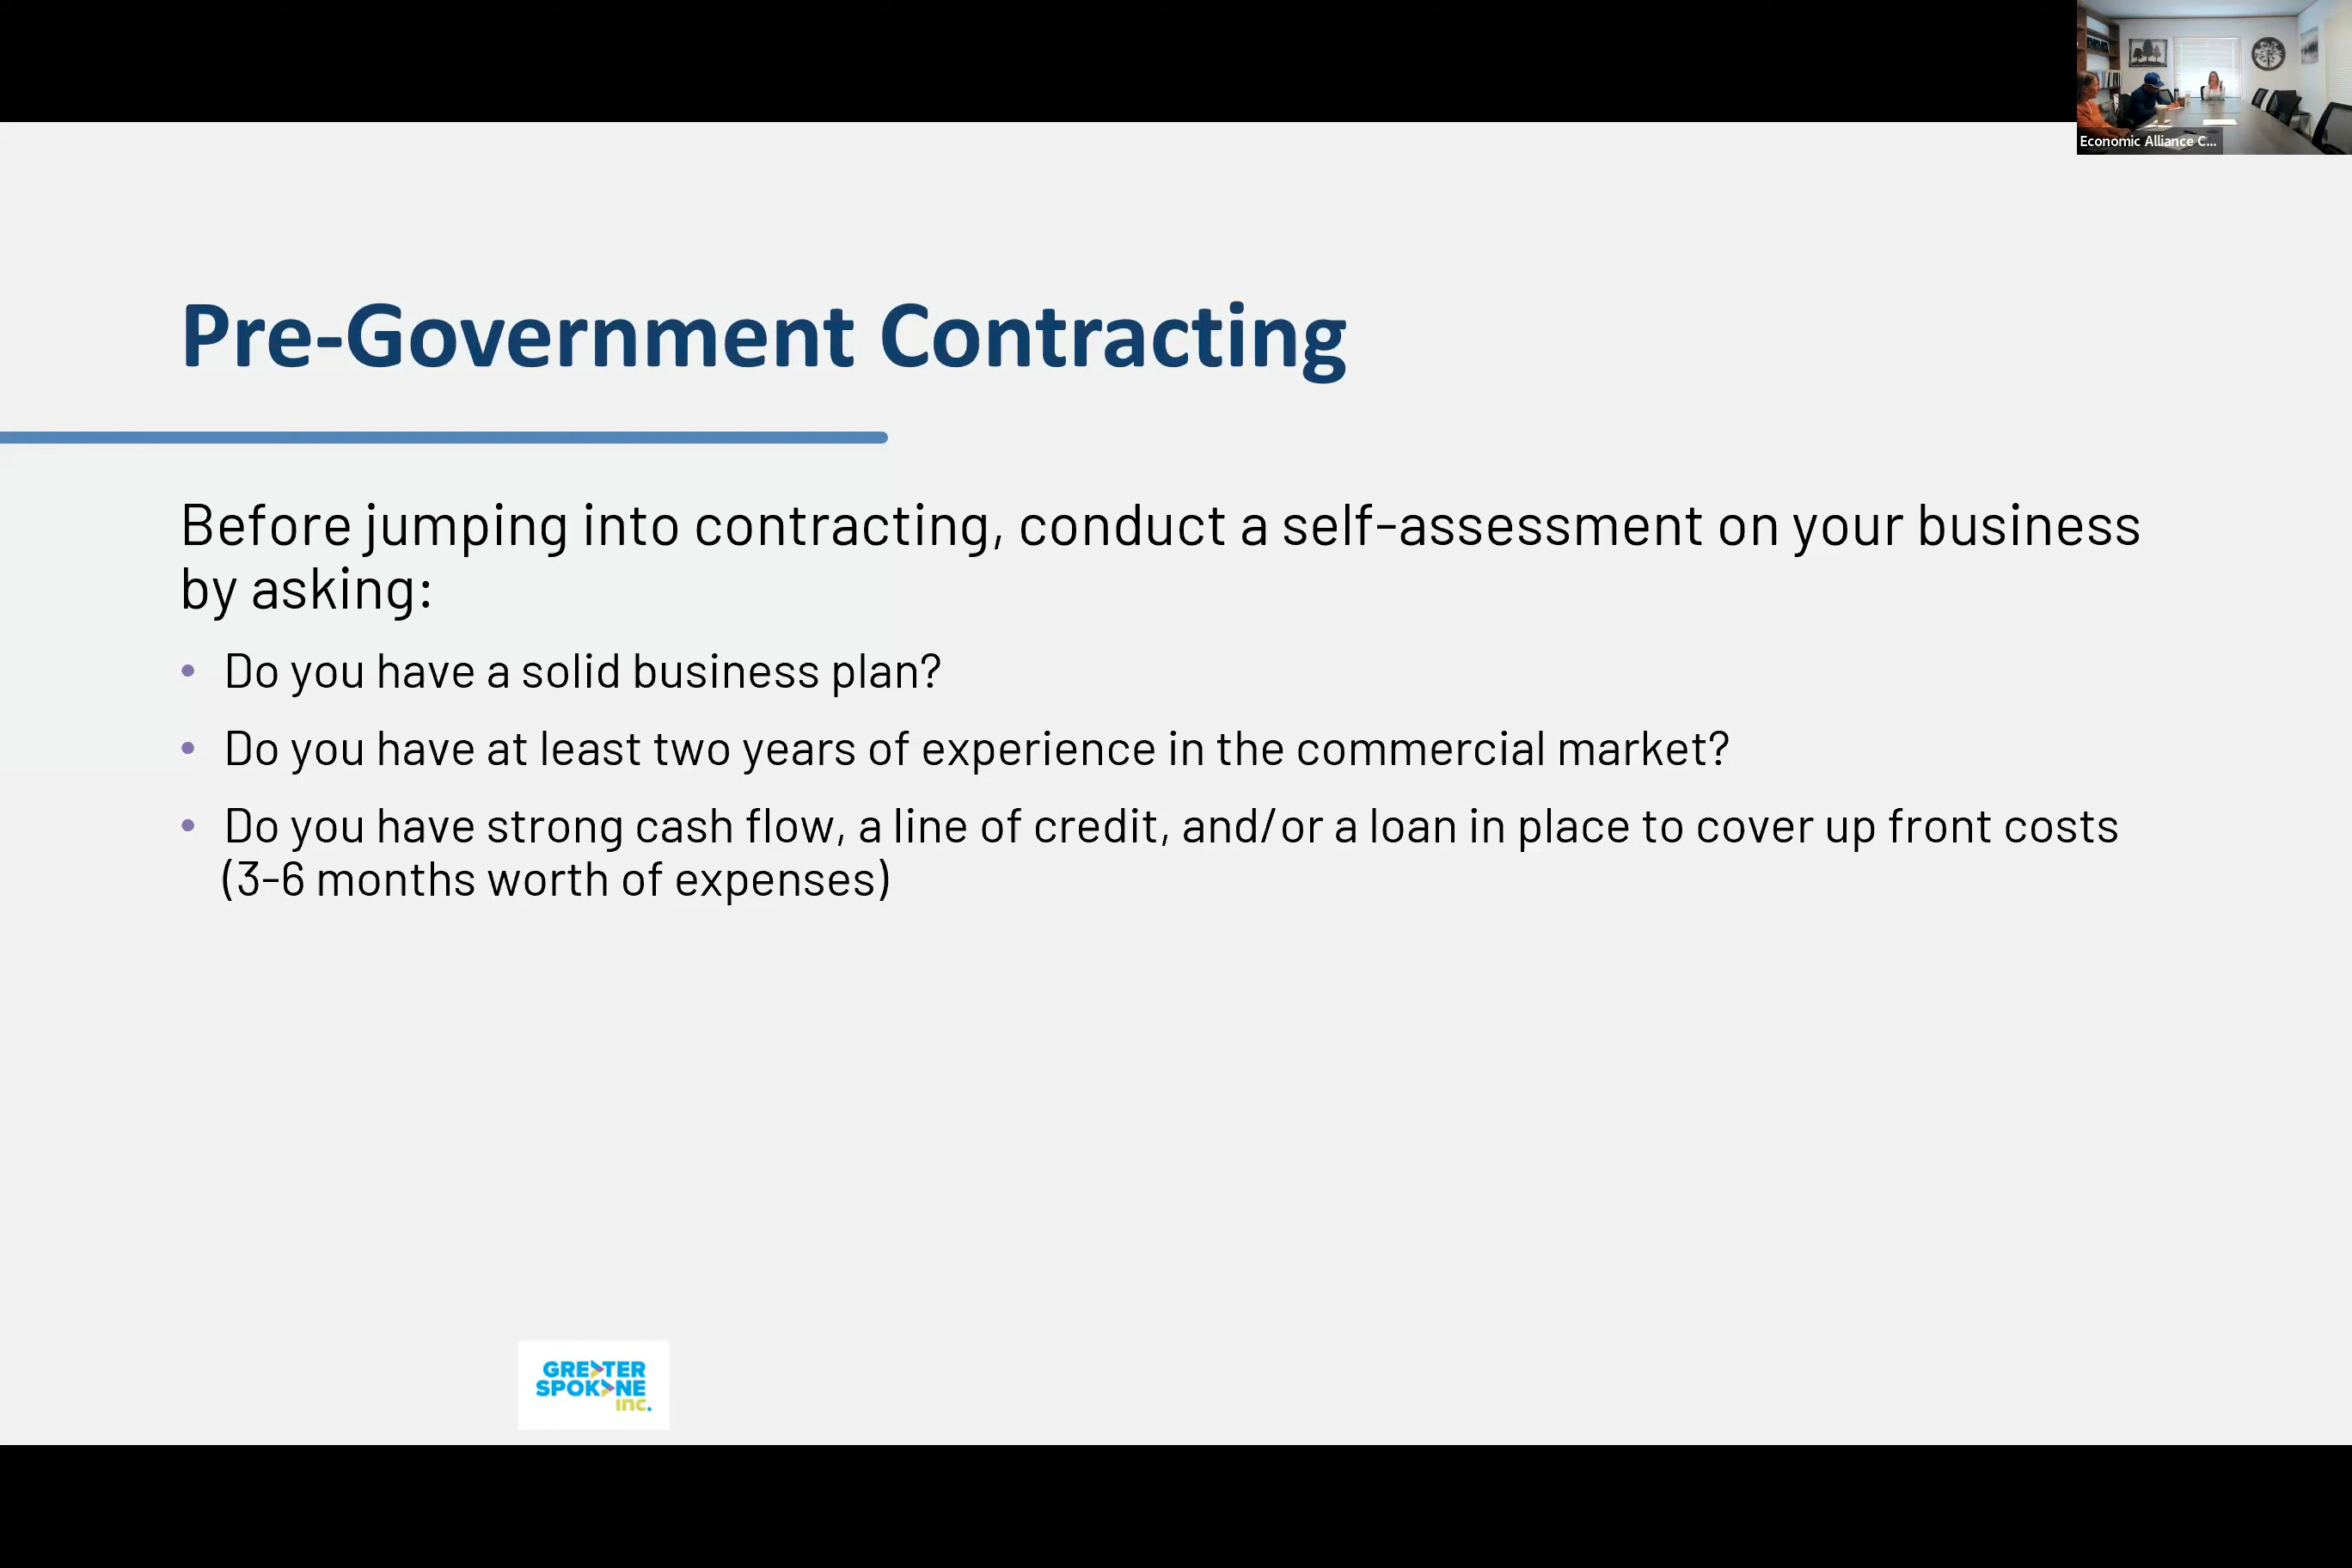 Economic Alliance C...
Pre-Government Contracting
Before jumping into contracting, conduct a self-assessment on your business
by asking:
• Do you have a solid business plan?
• Do you have at least two years of experience in the commercial market?
• Do you have strong cash flow, a line of credit, and/or a loan in place to cover up front costs
(3-6 months worth of expenses)
GREATER
SPOKANE
inc.